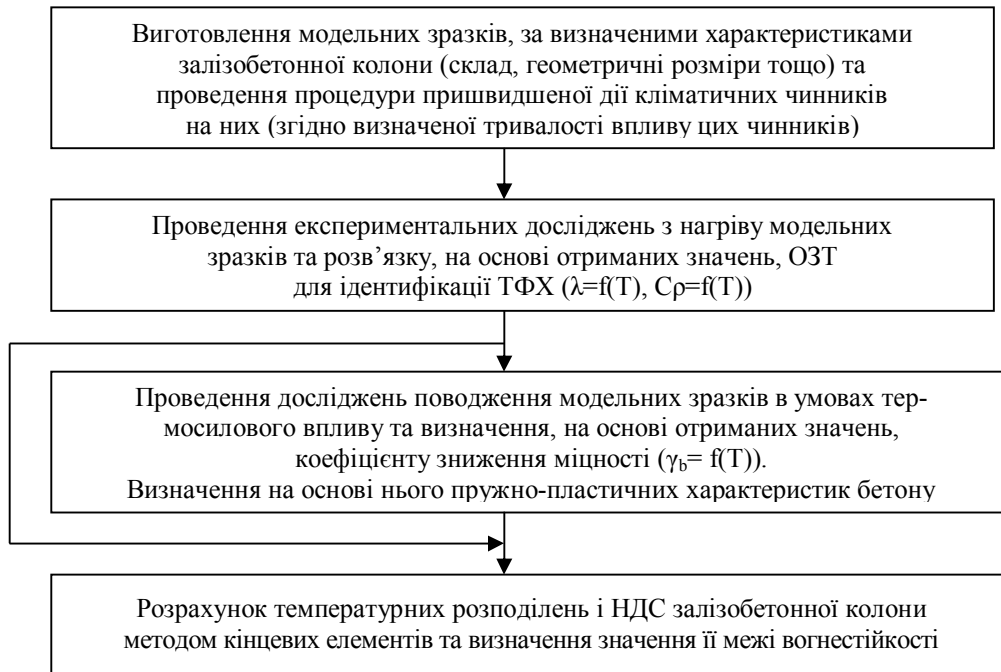 Виготовлення модельних зразків, за визначеними характеристиками
залізобетонної колони (склад, геометричні розміри тощо) та
проведення процедури пришвидшеної дії кліматичних чинників
на них (згідно визначеної тривалості впливу цих чинників)
Проведення експериментальних досліджень з нагріву модельних
зразків та розв’язку, на основі отриманих значень, ОЗТ
для ідентифікації ТФХ (λ=f(T), Cρ=f(T))
Проведення досліджень поводження модельних зразків в умовах тер-
мосилового впливу та визначення, на основі отриманих значень,
коефіцієнту зниження міцності (γb= f(T)).
Визначення на основі нього пружно-пластичних характеристик бетону
Розрахунок температурних розподілень і НДС залізобетонної колони
методом кінцевих елементів та визначення значення її межі вогнестійкості